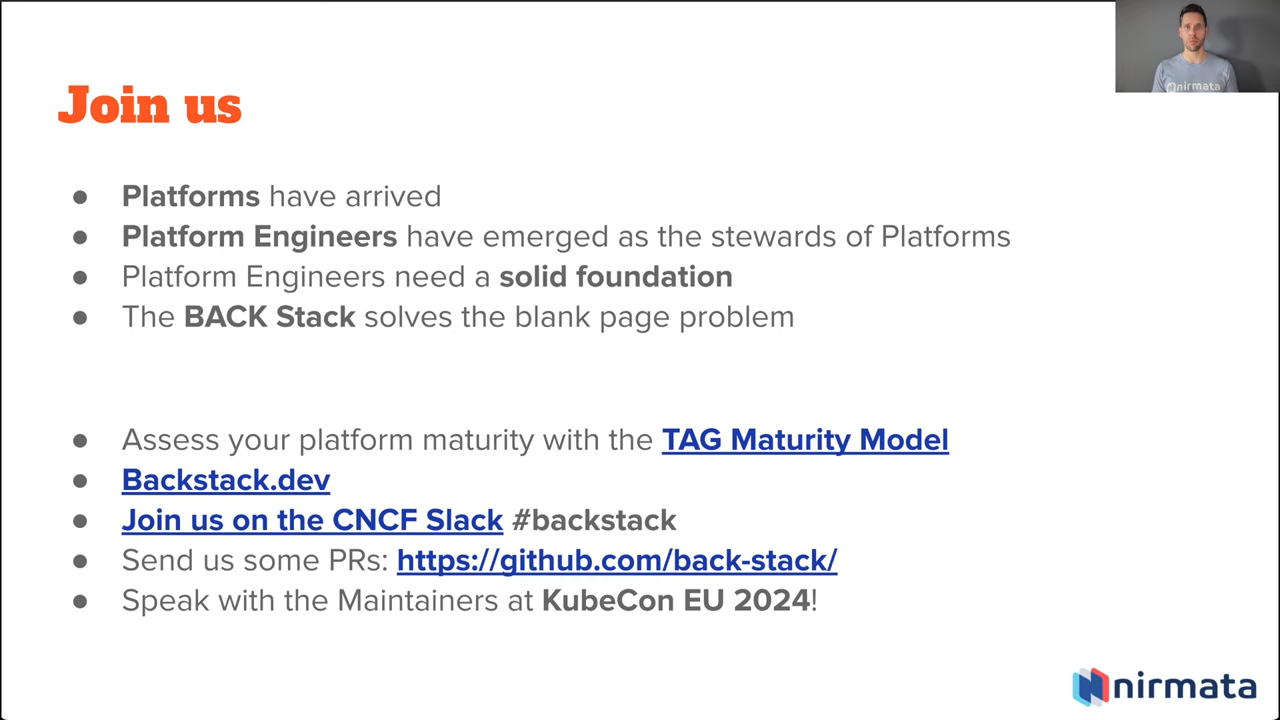 nirmata
Join us
● Platforms have arrived
● Platform Engineers have emerged as the stewards of Platforms
● Platform Engineers need a solid foundation
● The BACK Stack solves the blank page problem
● Assess your platform maturity with the TAG Maturity Model
● Backstack.dev
● Join us on the CNCF Slack #backstack
● Send us some PRs: https://github.com/back-stack/
● Speak with the Maintainers at KubeCon EU 2024!
nirmata